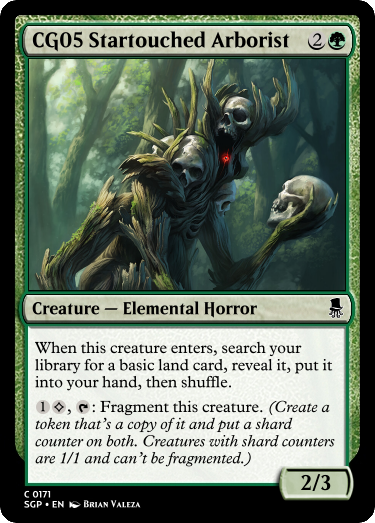 CG05 Startouched Arborist 2
Creature — Elemental Horror
When this creature enters, search your
library for a basic land card, reveal it, put it
into your hand, then shuffle.
1 , : Fragment this creature. (Create a
token that's a copy of it and put a shard
counter on both. Creatures with shard counters
are 1/1 and can't be fragmented.)
2/3
C 0171
SGP • EN Brian Valeza